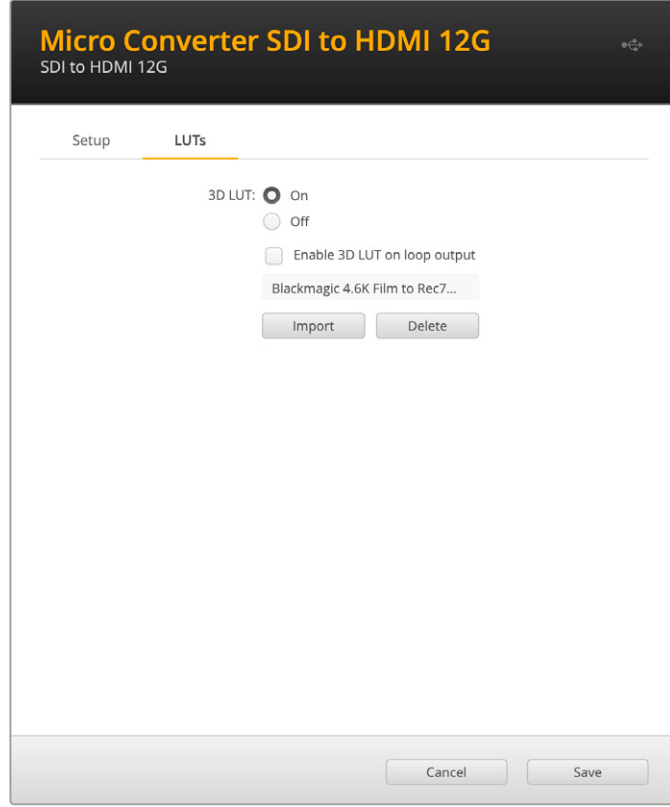 Micro Converter SDI to HDMI 12G
SDI to HDMI 12G
Setup LUTs
3D LUT: On
Off
Enable 3D LUT on loop output
Blackmagic 4.6K Film to Rec7...
Import Delete
Cancel Save